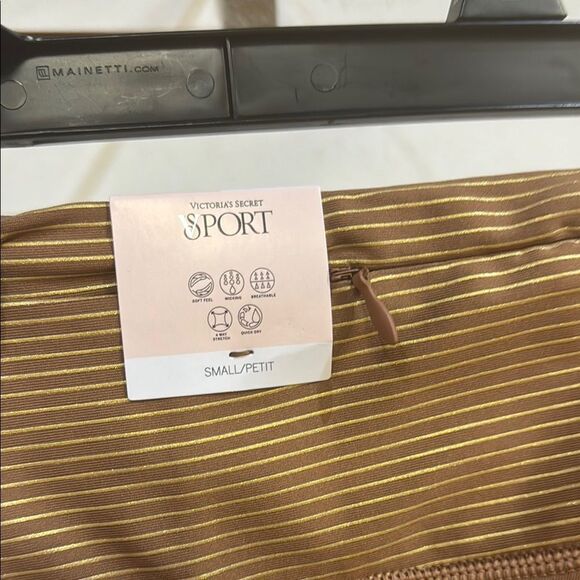 MAINETTI.COM
VICTORIA'S SECRET
SPORT
SOFT FEEL
WICKING
BREATHABLE
4 WAY
STRETCH
QUICK DRY
SMALL/PETIT